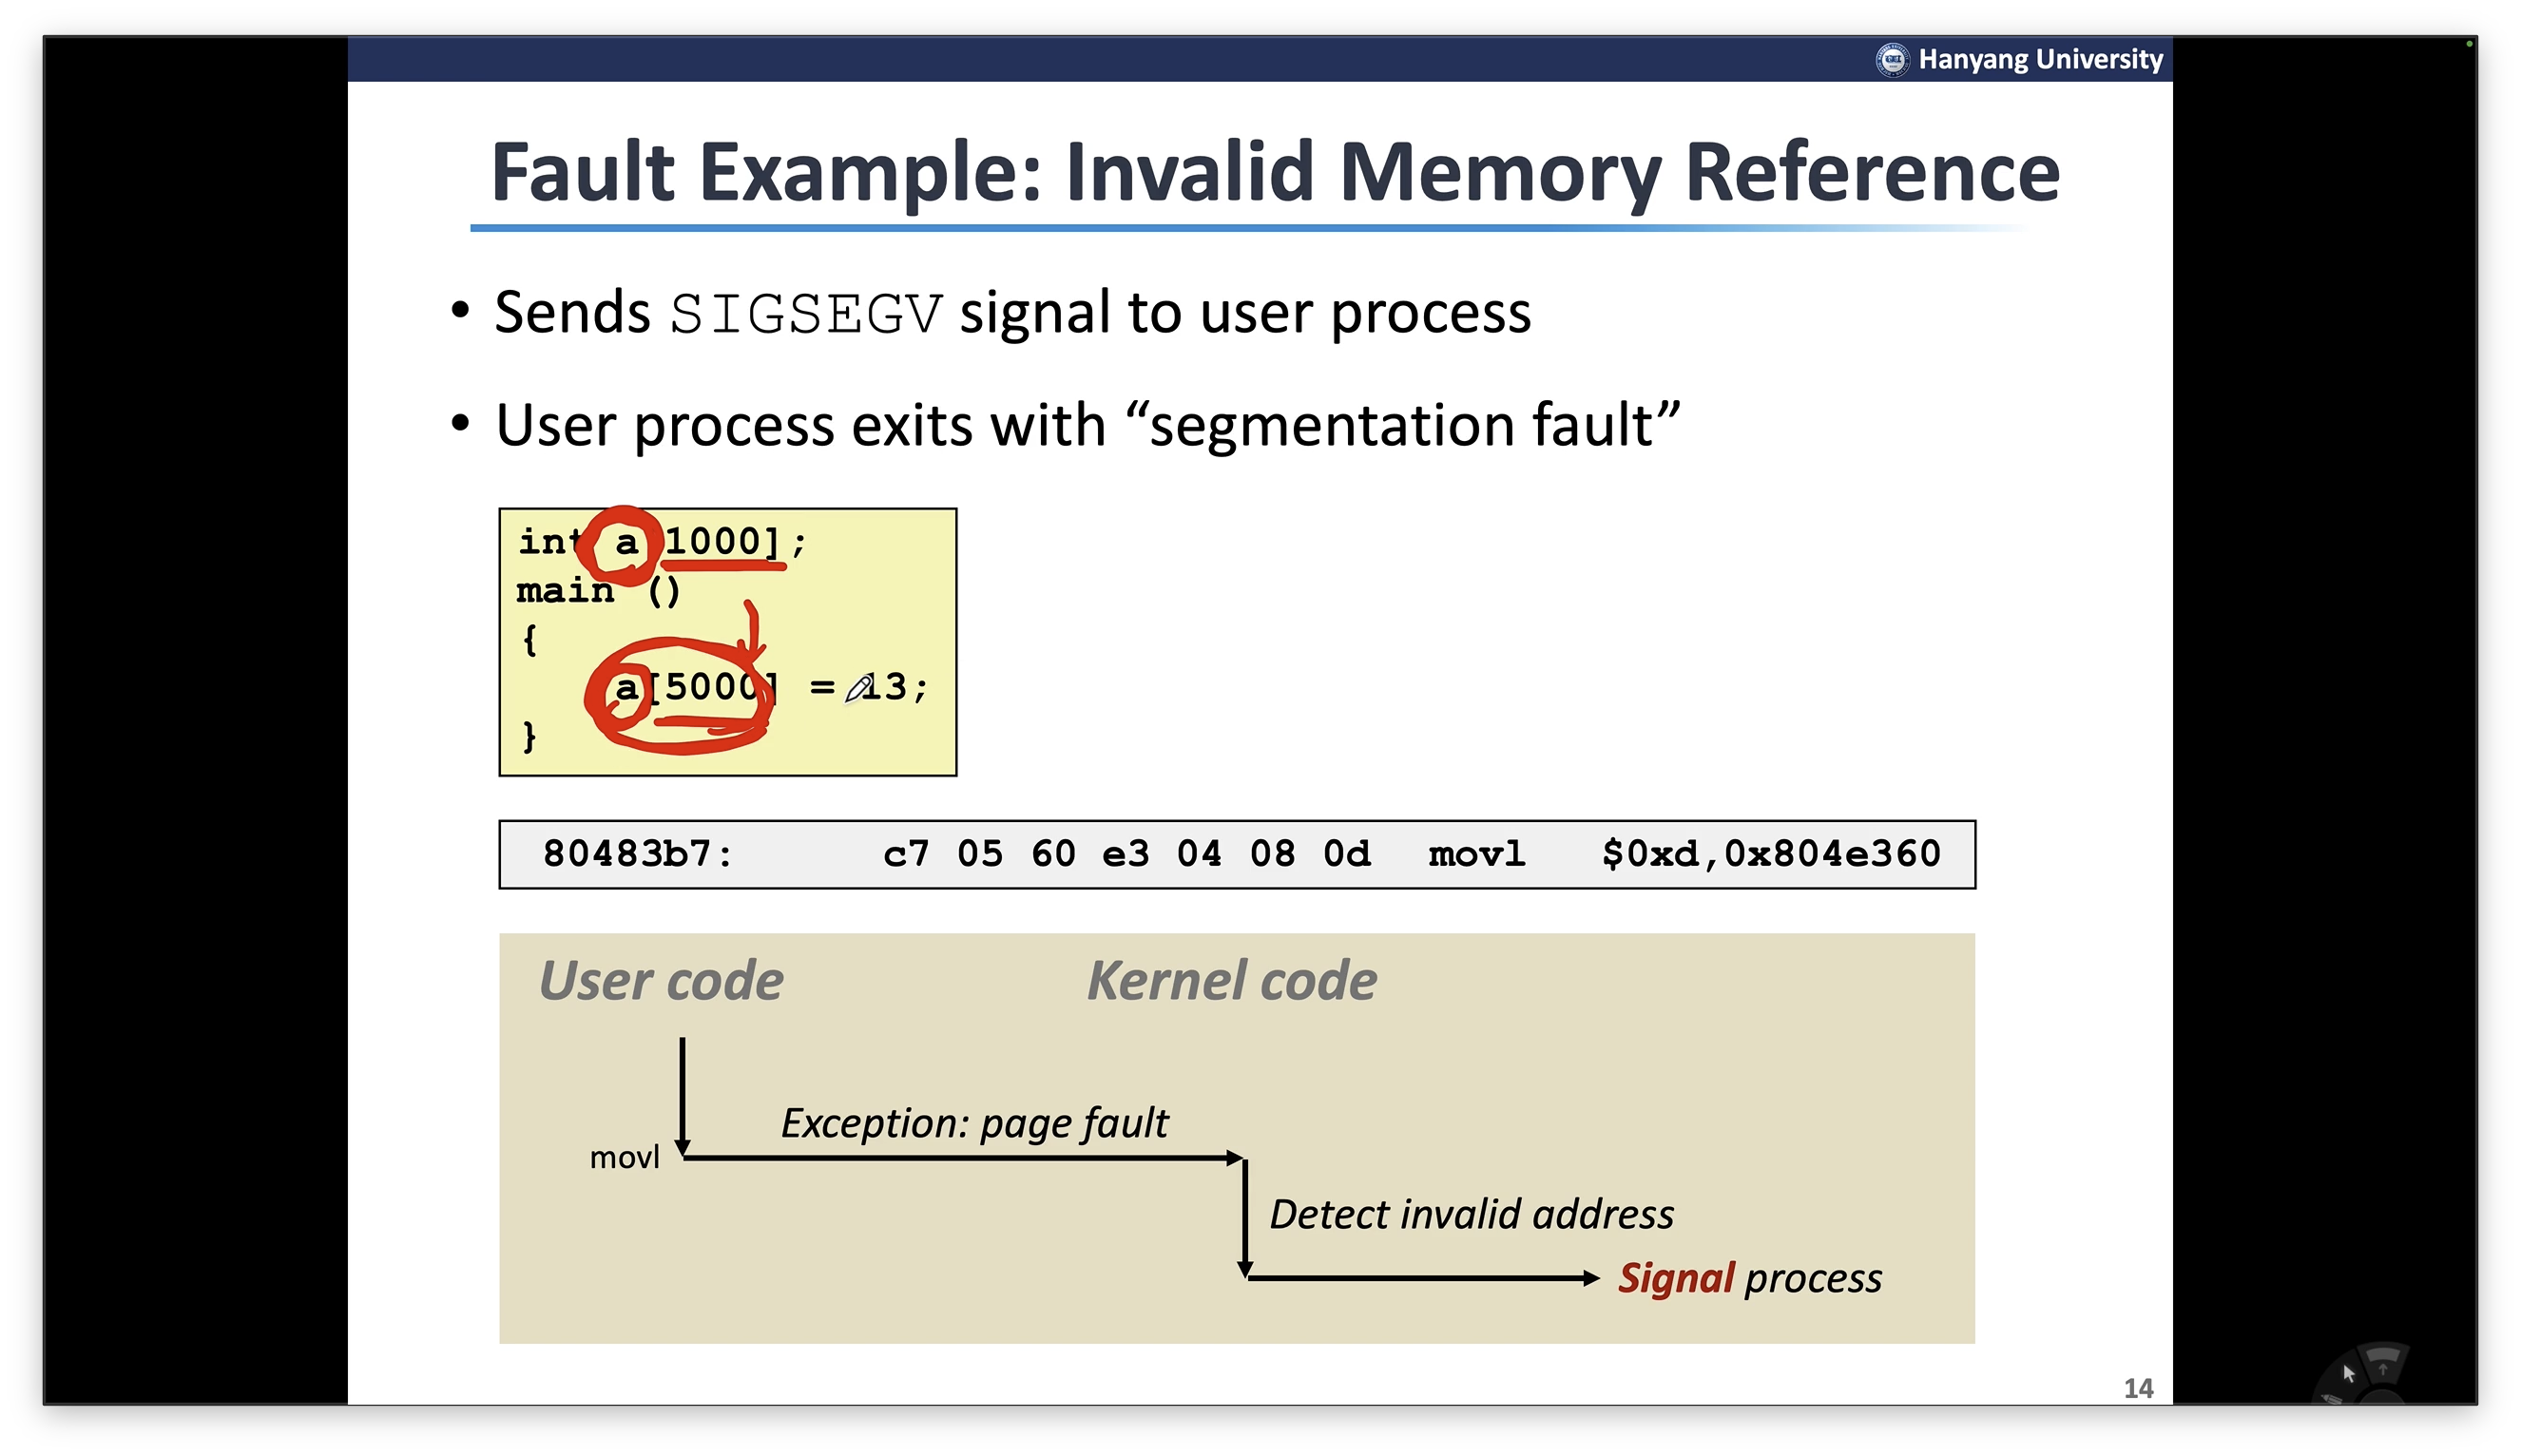 Hanyang University
Fault Example: Invalid Memory Reference
• Sends SIGSEGV signal to user process
• User process exits with “segmentation fault”
int a[1000];
main ()
{
a[5000] = 13;
}
80483b7: c7 05 60 e3 04 08 0d movl $0xd,0x804e360
User code Kernel code
Exception: page fault
movl
Detect invalid address
Signal process
14